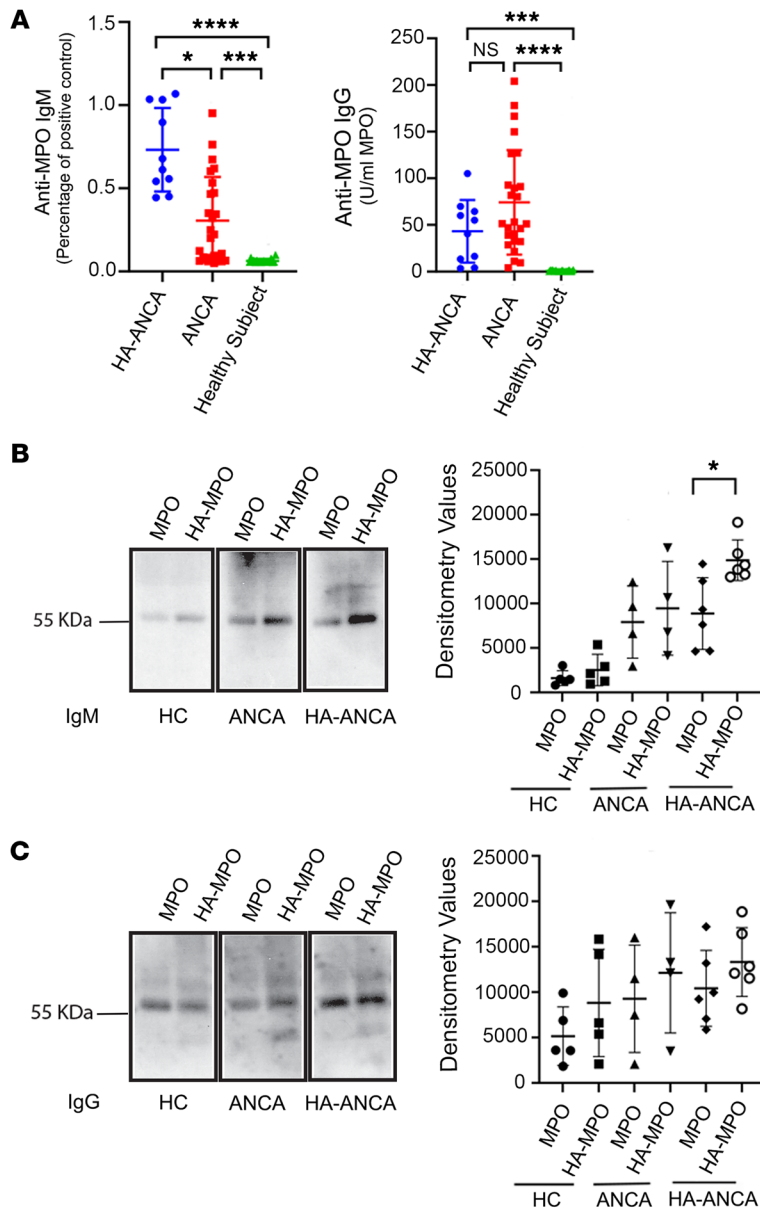 A
Anti-MPO IgM
(Percentage of positive control)
1.5
1.0
0.5
0.0
****
*
***
HA-ANCA
ANCA
Healthy Subject
Anti-MPO IgG
(U/ml MPO)
250
200
150
100
50
0
***
NS
****
HA-ANCA
ANCA
Healthy Subject
B
MPO
HA-MPO
MPO
HA-MPO
MPO
HA-MPO
55 KDa
IgM
HC
ANCA
HA-ANCA
Densitometry Values
25000
20000
15000
10000
5000
0
*
MPO
HA-MPO
MPO
HA-MPO
MPO
HA-MPO
HC
ANCA
HA-ANCA
C
MPO
HA-MPO
MPO
HA-MPO
MPO
HA-MPO
55 KDa
IgG
HC
ANCA
HA-ANCA
Densitometry Values
25000
20000
15000
10000
5000
0
MPO
HA-MPO
MPO
HA-MPO
MPO
HA-MPO
HC
ANCA
HA-ANCA